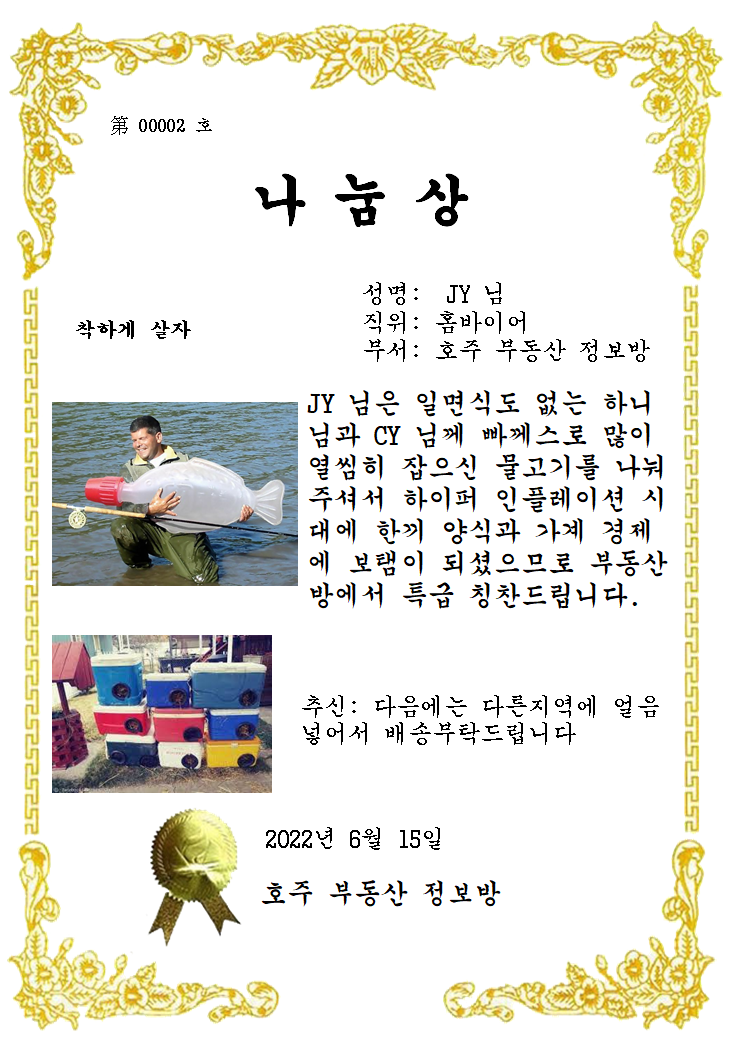 第 00002 호
나 눔 상
성명: JY 님
직위: 홈바이어
부서: 호주 부동산 정보방
착하게 살자
JY 님은 일면식도 없는 하니
님과 CY 님께 빠께스로 많이
열씸히 잡으신 물고기를 나눠
주셔서 하이퍼 인플레이션 시
대에 한끼 양식과 가계 경제
에 보탬이 되셨으므로 부동산
방에서 특급 칭찬드립니다.
추신: 다음에는 다른지역에 얼음
넣어서 배송부탁드립니다
2022년 6월 15일
호주 부동산 정보방